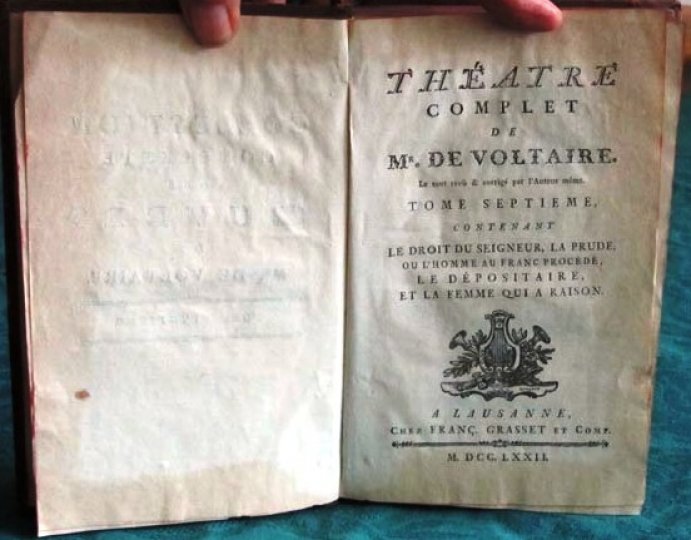 THÉATRE
COMPLET
DE
Mr. DE VOLTAIRE.
Le tout revû & corrigé par l'Auteur même.
TOME SEPTIEME,
CONTENANT
LE DROIT DU SEIGNEUR, LA PRUDE,
OU L'HOMME AU FRANC PROCÉDÉ,
LE DÉPOSITAIRE,
ET LA FEMME QUI A RAISON.
A LAUSANNE,
CHEZ FRANÇ. GRASSET ET COMP.
M. DCC. LXXII.